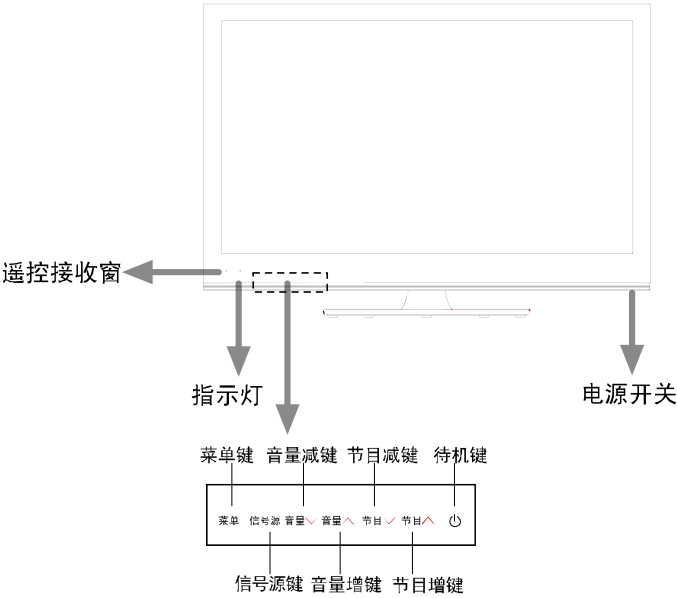 遥控接收窗
指示灯
电源开关
菜单键 音量减键 节目减键 待机键
菜单 信号源 音量 音量 节目 节目
信号源键 音量增键 节目增键